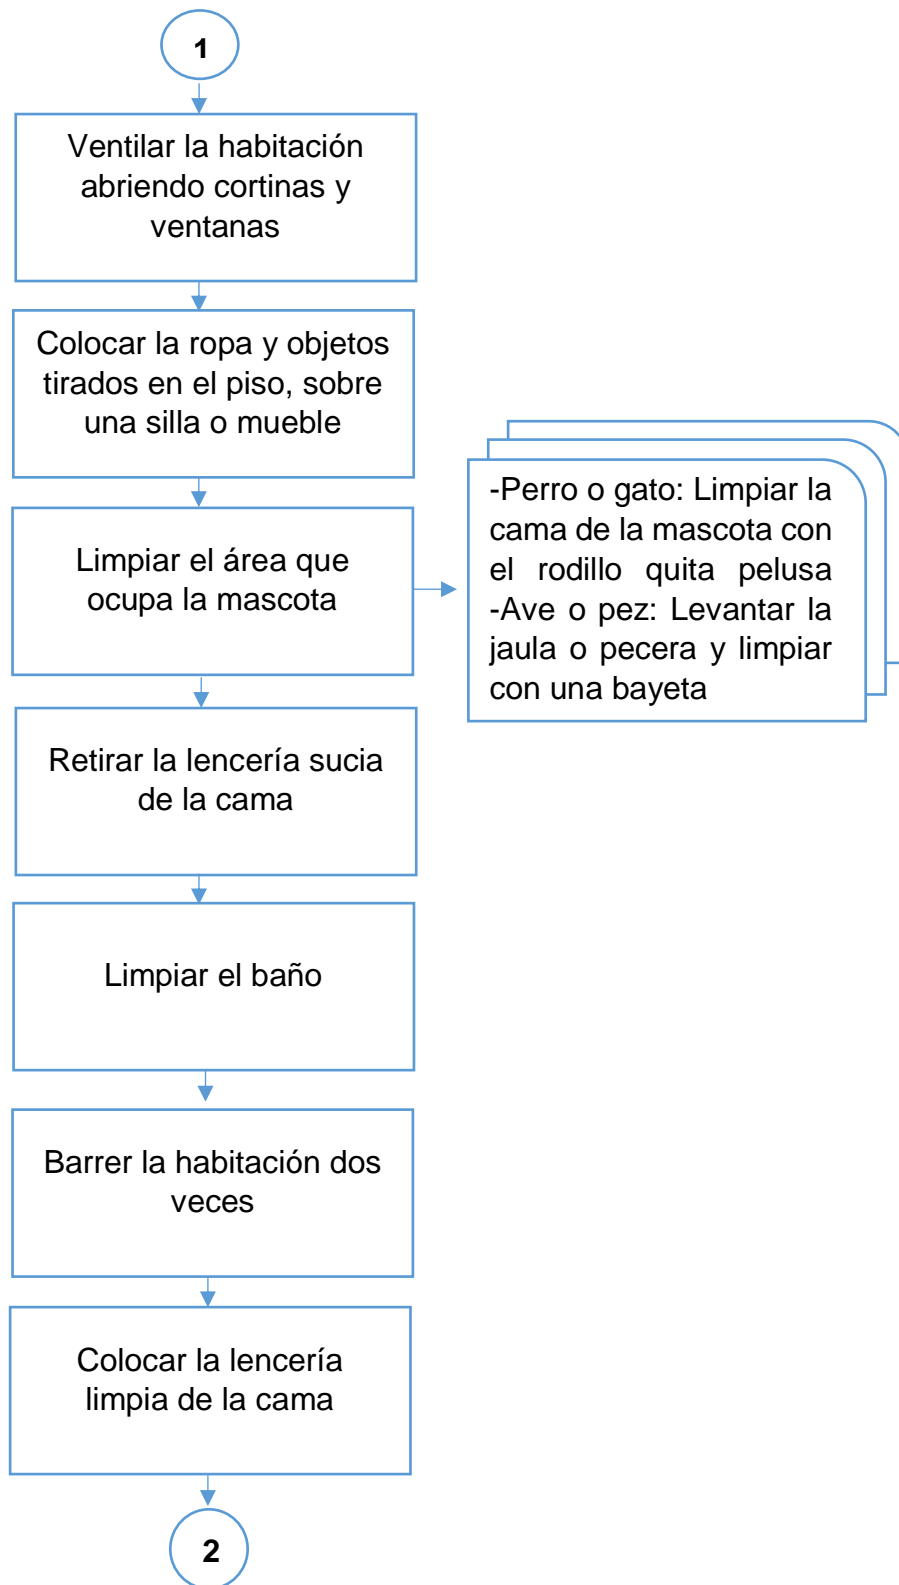 1
Ventilar la habitación
abriendo cortinas y
ventanas
Colocar la ropa y objetos
tirados en el piso, sobre
una silla o mueble
Limpiar el área que
ocupa la mascota
-Perro o gato: Limpiar la
cama de la mascota con
el rodillo quita pelusa
-Ave o pez: Levantar la
jaula o pecera y limpiar
con una bayeta
Retirar la lencería sucia
de la cama
Limpiar el baño
Barrer la habitación dos
veces
Colocar la lencería
limpia de la cama
2